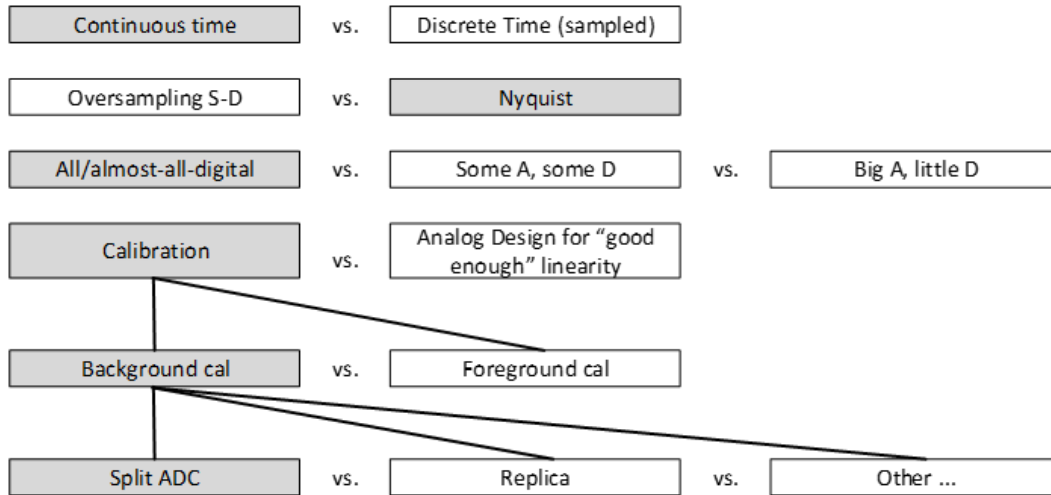 Continuous time vs. Discrete Time (sampled)
Oversampling S-D vs. Nyquist
All/almost-all-digital vs. Some A, some D vs. Big A, little D
Calibration vs. Analog Design for “good
enough” linearity
Background cal vs. Foreground cal
Split ADC vs. Replica vs. Other ...